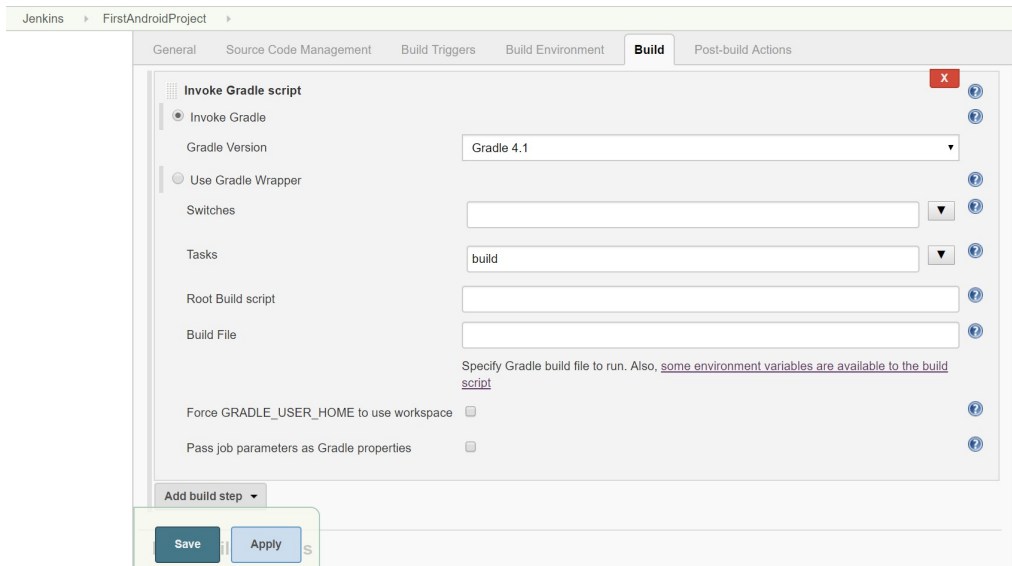 Jenkins FirstAndroidProject
General Source Code Management Build Triggers Build Environment Build Post-build Actions
X
Invoke Gradle script
Invoke Gradle
Gradle Version Gradle 4.1
Use Gradle Wrapper
Switches
Tasks build
Root Build script
Build File
Specify Gradle build file to run. Also, some environment variables are available to the build
script
Force GRADLE_USER_HOME to use workspace
Pass job parameters as Gradle properties
Add build step
Save Apply